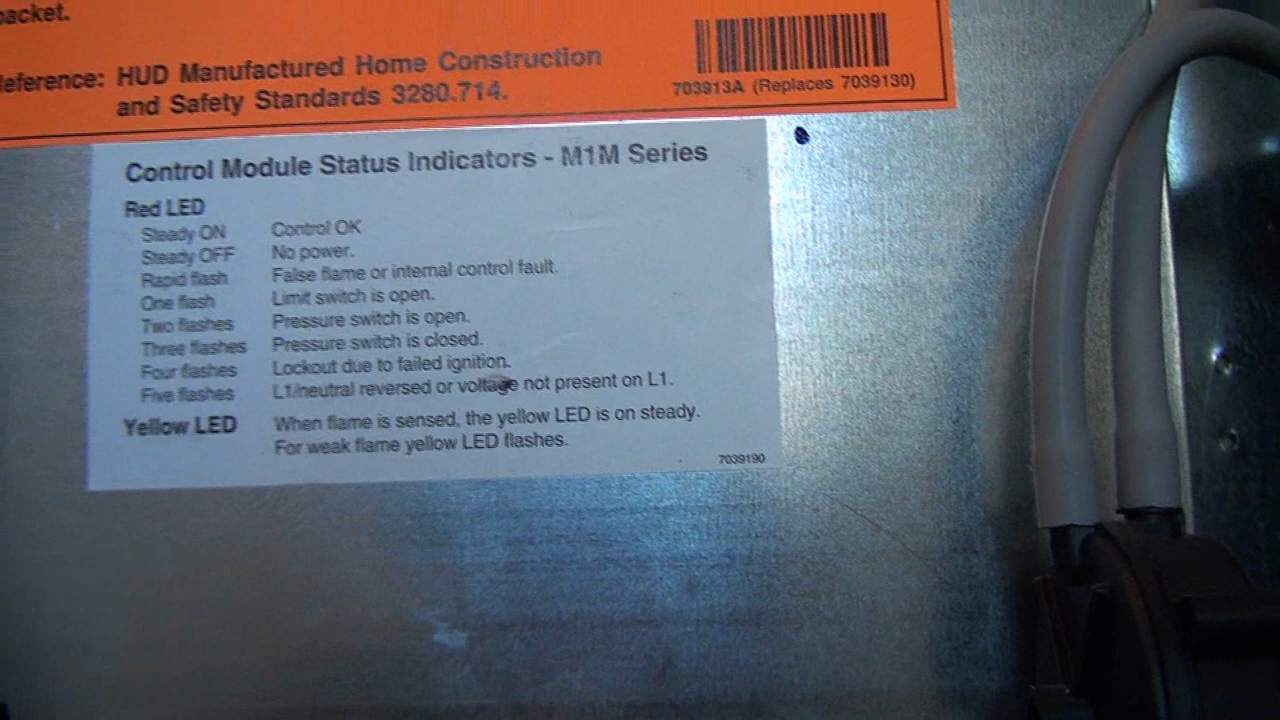 packet.
Reference: HUD Manufactured Home Construction
and Safety Standards 3280.714.
703913A (Replaces 7039130)
Control Module Status Indicators - M1M Series
Red LED
Steady ON Control OK
Steady OFF No power.
Rapid flash False flame or internal control fault.
One flash Limit switch is open.
Two flashes Pressure switch is open.
Three flashes Pressure switch is closed.
Four flashes Lockout due to failed ignition.
Five flashes L1/neutral reversed or voltage not present on L1.
Yellow LED When flame is sensed, the yellow LED is on steady.
For weak flame yellow LED flashes.
7039190